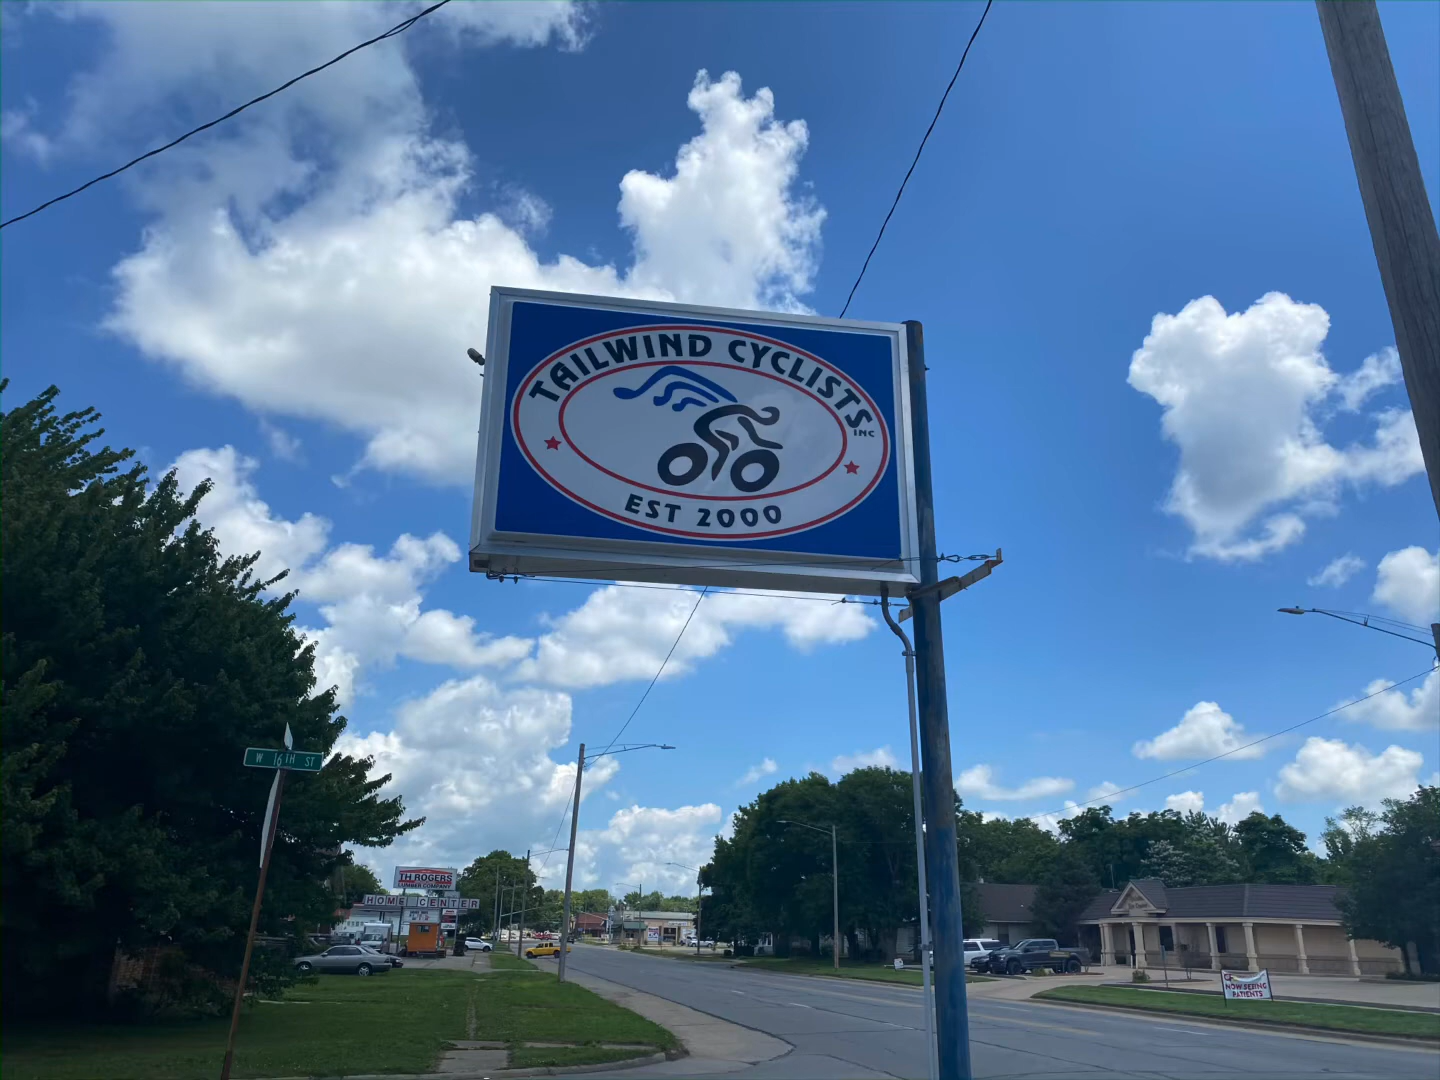 TAILWIND CYCLISTS
INC
EST 2000
W 16TH ST
TH ROGERS
LUMBER COMPANY
HOME CENTER
NOW SEEING
PATIENTS